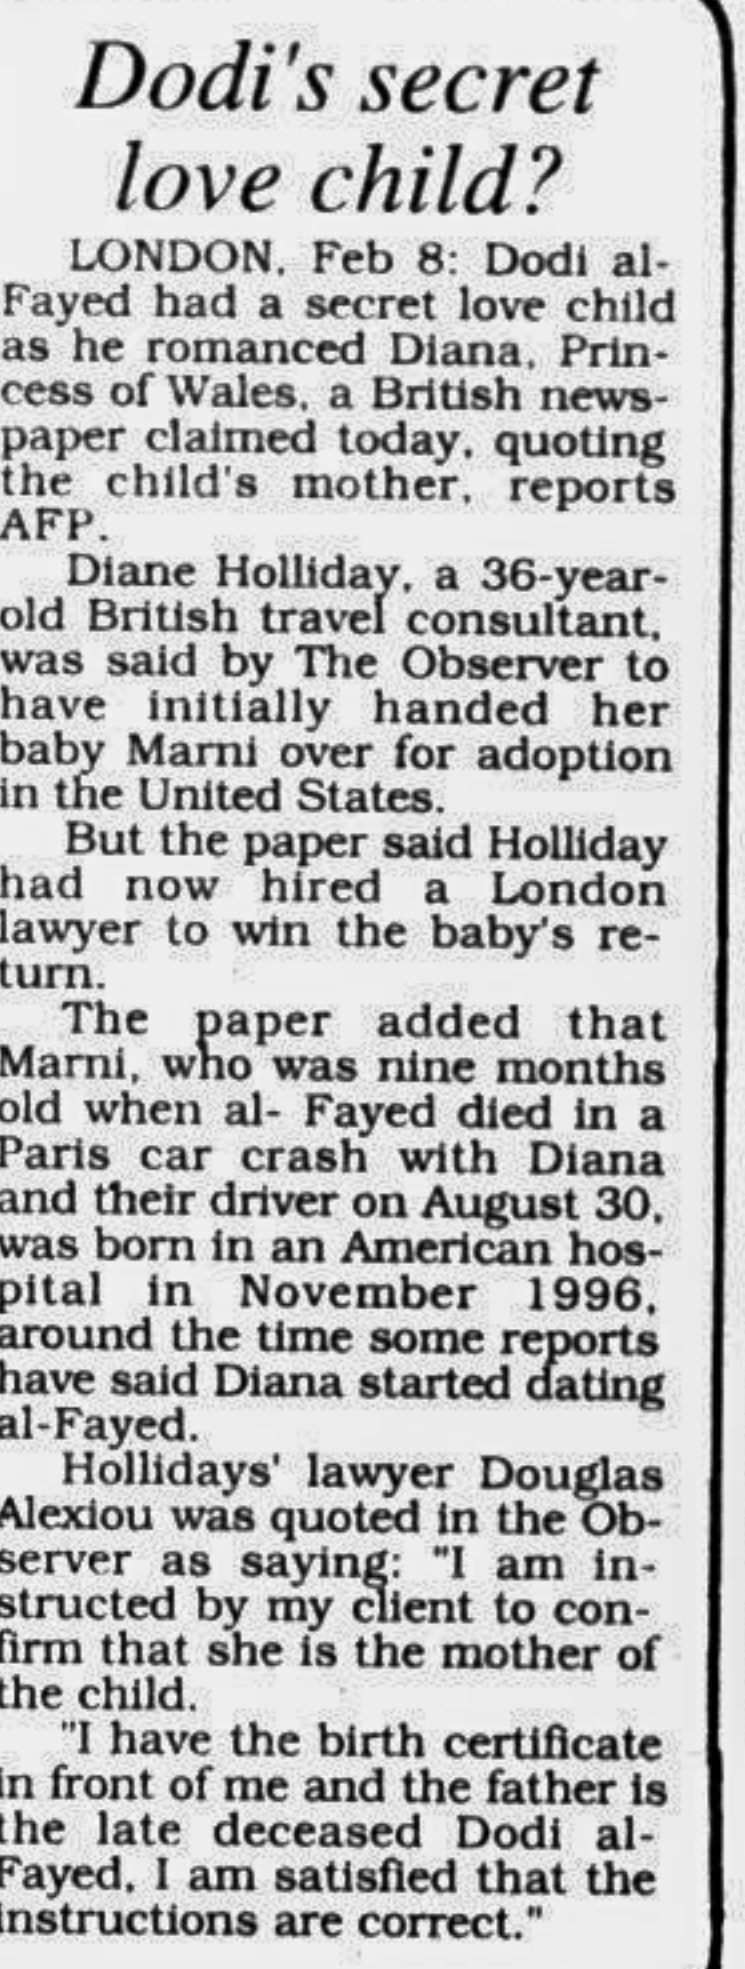 Dodi's secret
love child?
LONDON, Feb 8: Dodi al-
Fayed had a secret love child
as he romanced Diana, Prin-
cess of Wales, a British news-
paper claimed today, quoting
the child's mother, reports
AFP.
Diane Holliday, a 36-year-
old British travel consultant,
was said by The Observer to
have initially handed her
baby Marni over for adoption
in the United States.
But the paper said Holliday
had now hired a London
lawyer to win the baby's re-
turn.
The paper added that
Marni, who was nine months
old when al- Fayed died in a
Paris car crash with Diana
and their driver on August 30,
was born in an American hos-
pital in November 1996,
around the time some reports
have said Diana started dating
al-Fayed.
Hollidays' lawyer Douglas
Alexiou was quoted in the Ob-
server as saying: "I am in-
structed by my client to con-
firm that she is the mother of
the child.
"I have the birth certificate
in front of me and the father is
the late deceased Dodi al-
Fayed, I am satisfied that the
instructions are correct."